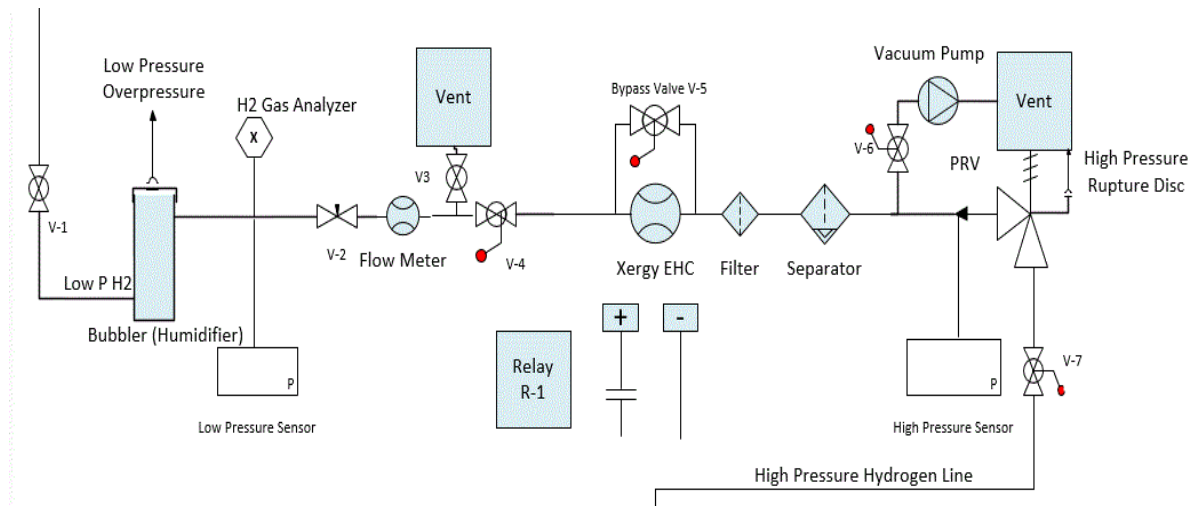 Low Pressure
Overpressure
H2 Gas Analyzer
X
Vent
Bypass Valve V-5
Vacuum Pump
Vent
V-6
PRV
High Pressure
Rupture Disc
V-1
V3
V-2
Flow Meter
V-4
Xergy EHC
Filter
Separator
Low P H2
Bubbler (Humidifier)
P
Low Pressure Sensor
Relay
R-1
+
-
P
High Pressure Sensor
V-7
High Pressure Hydrogen Line